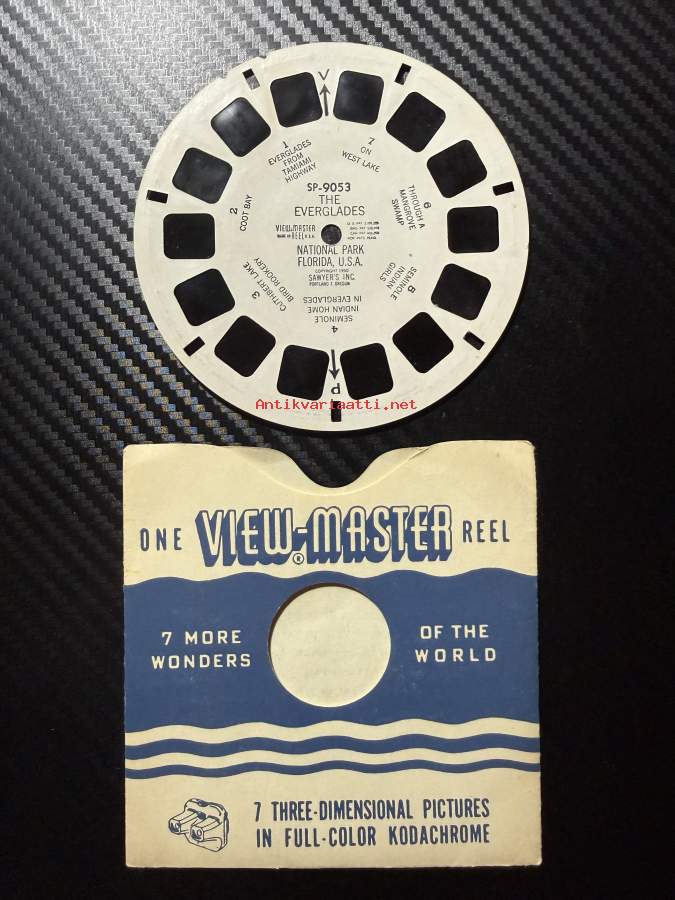 V
1
EVERGLADES
FROM
TAMIAMI
HIGHWAY
7
ON
WEST LAKE
2
COOT BAY
6
THROUGH A
MANGROVE
SWAMP
SP-9053
THE
EVERGLADES
VIEW-MASTER
REEL
NATIONAL PARK
FLORIDA, U.S.A.
COPYRIGHT 1950
SAWYER'S INC.
PORTLAND 7, OREGON
3
CUTHBERT LAKE
BIRD ROOKERY
SEMINOLE
INDIAN
GIRLS
4
SEMINOLE
INDIAN HOME
IN EVERGLADES
P
Antikvariaatti.net
ONE VIEW-MASTER® REEL
7 MORE
WONDERS
OF THE
WORLD
7 THREE-DIMENSIONAL PICTURES
IN FULL-COLOR KODACHROME